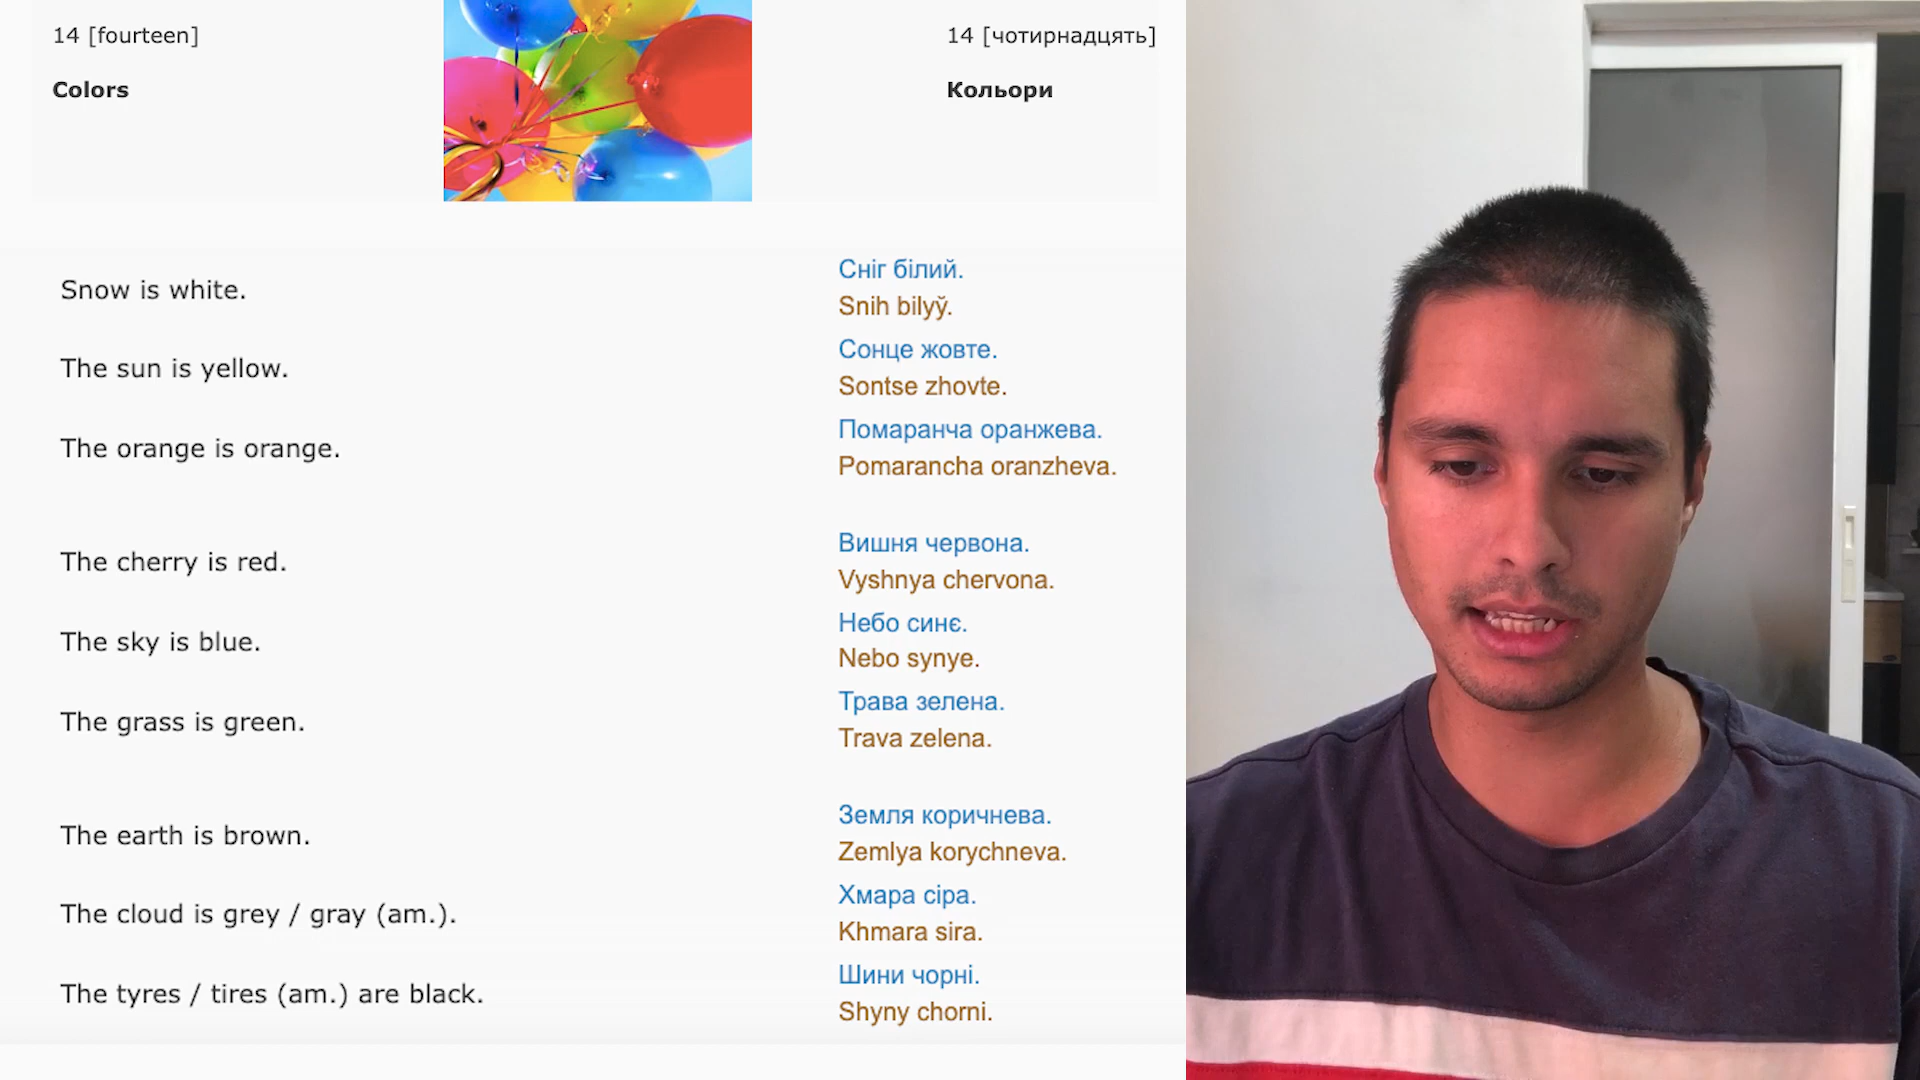 14 [fourteen]
14 [чотирнадцять]
Colors
Кольори
Snow is white.
Сніг білий.
Snih bilyy̆.
The sun is yellow.
Сонце жовте.
Sontse zhovte.
The orange is orange.
Помаранча оранжева.
Pomarancha oranzheva.
The cherry is red.
Вишня червона.
Vyshnya chervona.
The sky is blue.
Небо синє.
Nebo synye.
The grass is green.
Трава зелена.
Trava zelena.
The earth is brown.
Земля коричнева.
Zemlya korychneva.
The cloud is grey / gray (am.).
Хмара сіра.
Khmara sira.
The tyres / tires (am.) are black.
Шини чорні.
Shyny chorni.